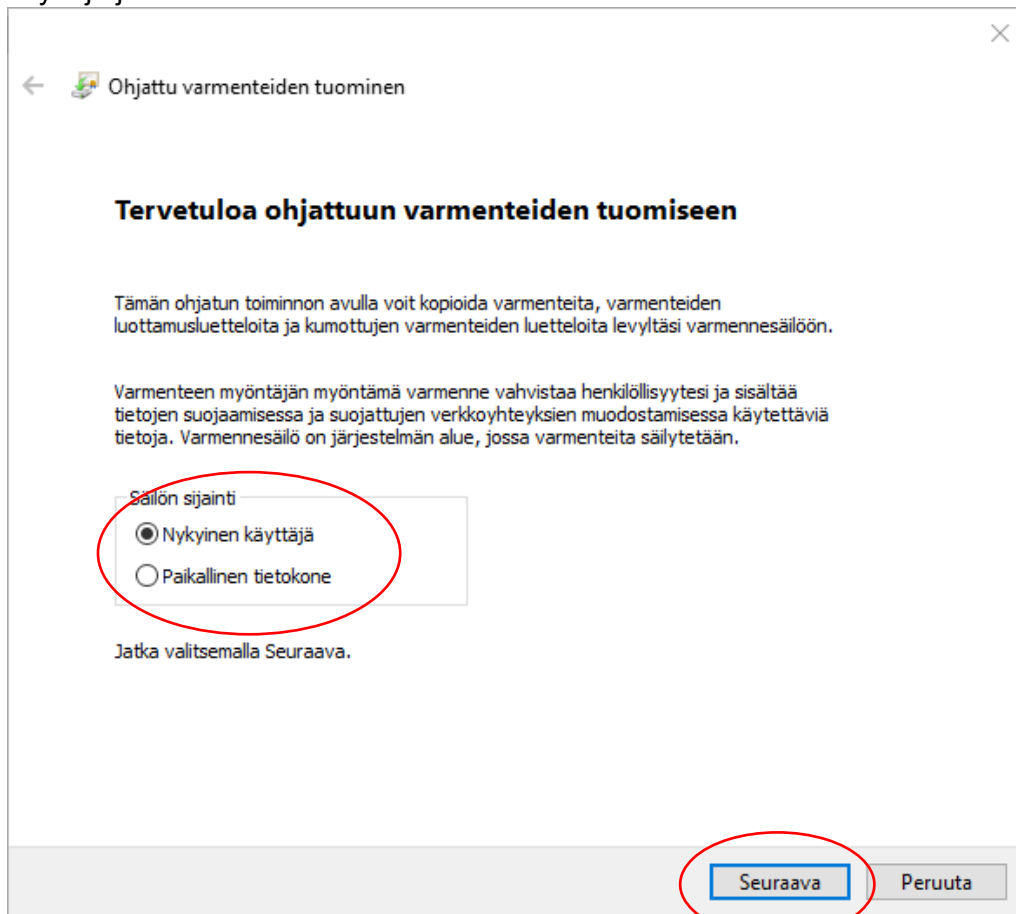 Ohjattu varmenteiden tuominen
Tervetuloa ohjattuun varmenteiden tuomiseen
Tämän ohjatun toiminnon avulla voit kopioida varmenteita, varmenteiden
luottamusluetteloita ja kumottujen varmenteiden luetteloita levyltäsi varmennesäilöön.
Varmenteen myöntäjän myöntämä varmenne vahvistaa henkilöllisyytesi ja sisältää
tietojen suojaamisessa ja suojattujen verkkoyhteyksien muodostamisessa käytettäviä
tietoja. Varmennesäilö on järjestelmän alue, jossa varmenteita säilytetään.
Säilön sijainti
Nykyinen käyttäjä
Paikallinen tietokone
Jatka valitsemalla Seuraava.
Seuraava Peruuta